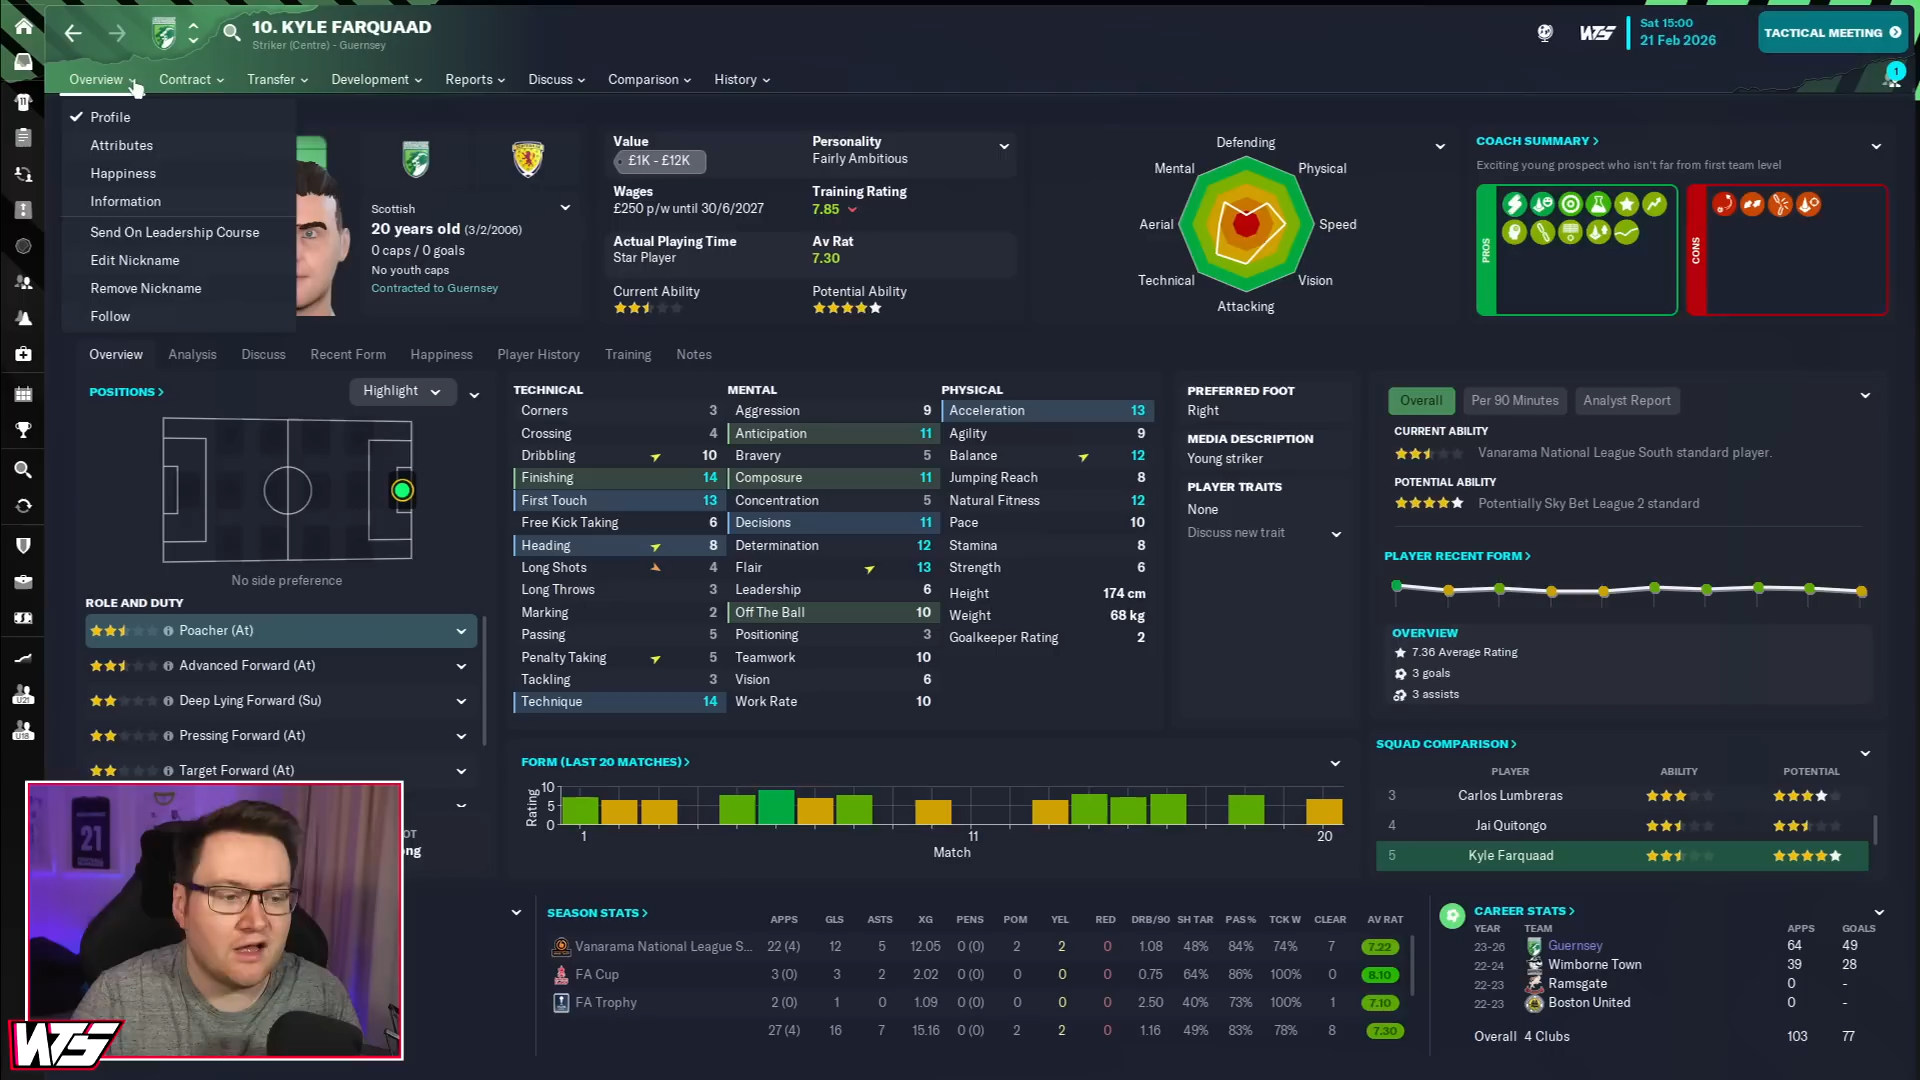 10. KYLE FARQUAAD
Striker (Centre) - Guernsey
WTS
Sat 15:00
21 Feb 2026
TACTICAL MEETING
1
Overview
Contract
Transfer
Development
Reports
Discuss
Comparison
History
Profile
Attributes
Happiness
Information
Send On Leadership Course
Edit Nickname
Remove Nickname
Follow
Scottish
20 years old (3/2/2006)
0 caps / 0 goals
No youth caps
Contracted to Guernsey
Value
£1K - £12K
Personality
Fairly Ambitious
Wages
£250 p/w until 30/6/2027
Training Rating
7.85
Actual Playing Time
Star Player
Av Rat
7.30
Current Ability
Potential Ability
Defending
Mental
Physical
Aerial
Speed
Technical
Vision
Attacking
COACH SUMMARY >
Exciting young prospect who isn't far from first team level
PROS
CONS
Overview
Analysis
Discuss
Recent Form
Happiness
Player History
Training
Notes
POSITIONS >
Highlight
No side preference
ROLE AND DUTY
Poacher (At)
Advanced Forward (At)
Deep Lying Forward (Su)
Pressing Forward (At)
Target Forward (At)
TECHNICAL
Corners 3
Crossing 4
Dribbling 10
Finishing 14
First Touch 13
Free Kick Taking 6
Heading 8
Long Shots 4
Long Throws 3
Marking 2
Passing 5
Penalty Taking 5
Tackling 3
Technique 14
MENTAL
Aggression 9
Anticipation 11
Bravery 5
Composure 11
Concentration 5
Decisions 11
Determination 12
Flair 13
Leadership 6
Off The Ball 10
Positioning 3
Teamwork 10
Vision 6
Work Rate 10
PHYSICAL
Acceleration 13
Agility 9
Balance 12
Jumping Reach 8
Natural Fitness 12
Pace 10
Stamina 8
Strength 6
Height 174 cm
Weight 68 kg
Goalkeeper Rating 2
PREFERRED FOOT
Right
MEDIA DESCRIPTION
Young striker
PLAYER TRAITS
None
Discuss new trait
Overall
Per 90 Minutes
Analyst Report
CURRENT ABILITY
Vanarama National League South standard player.
POTENTIAL ABILITY
Potentially Sky Bet League 2 standard
PLAYER RECENT FORM >
OVERVIEW
7.36 Average Rating
3 goals
3 assists
FORM (LAST 20 MATCHES) >
Rating
10
5
0
1
11
20
Match
SQUAD COMPARISON >
PLAYER ABILITY POTENTIAL
3 Carlos Lumbreras
4 Jai Quitongo
5 Kyle Farquaad
SEASON STATS >
APPS GLS ASTS XG PENS POM YEL RED DRB/90 SH TAR PAS % TCK W CLEAR AV RAT
Vanarama National League S... 22 (4) 12 5 12.05 0 (0) 2 2 0 1.08 48% 84% 74% 7 7.22
FA Cup 3 (0) 3 2 2.02 0 (0) 0 0 0 0.75 64% 86% 100% 0 8.10
FA Trophy 2 (0) 1 0 1.09 0 (0) 0 0 0 2.50 40% 73% 100% 1 7.10
27 (4) 16 7 15.16 0 (0) 2 2 0 1.16 49% 83% 78% 8 7.30
CAREER STATS >
YEAR TEAM APPS GOALS
23-26 Guernsey 64 49
22-24 Wimborne Town 39 28
22-23 Ramsgate 0 -
22-23 Boston United 0 -
Overall 4 Clubs 103 77
11
U21
U18
21
WTS